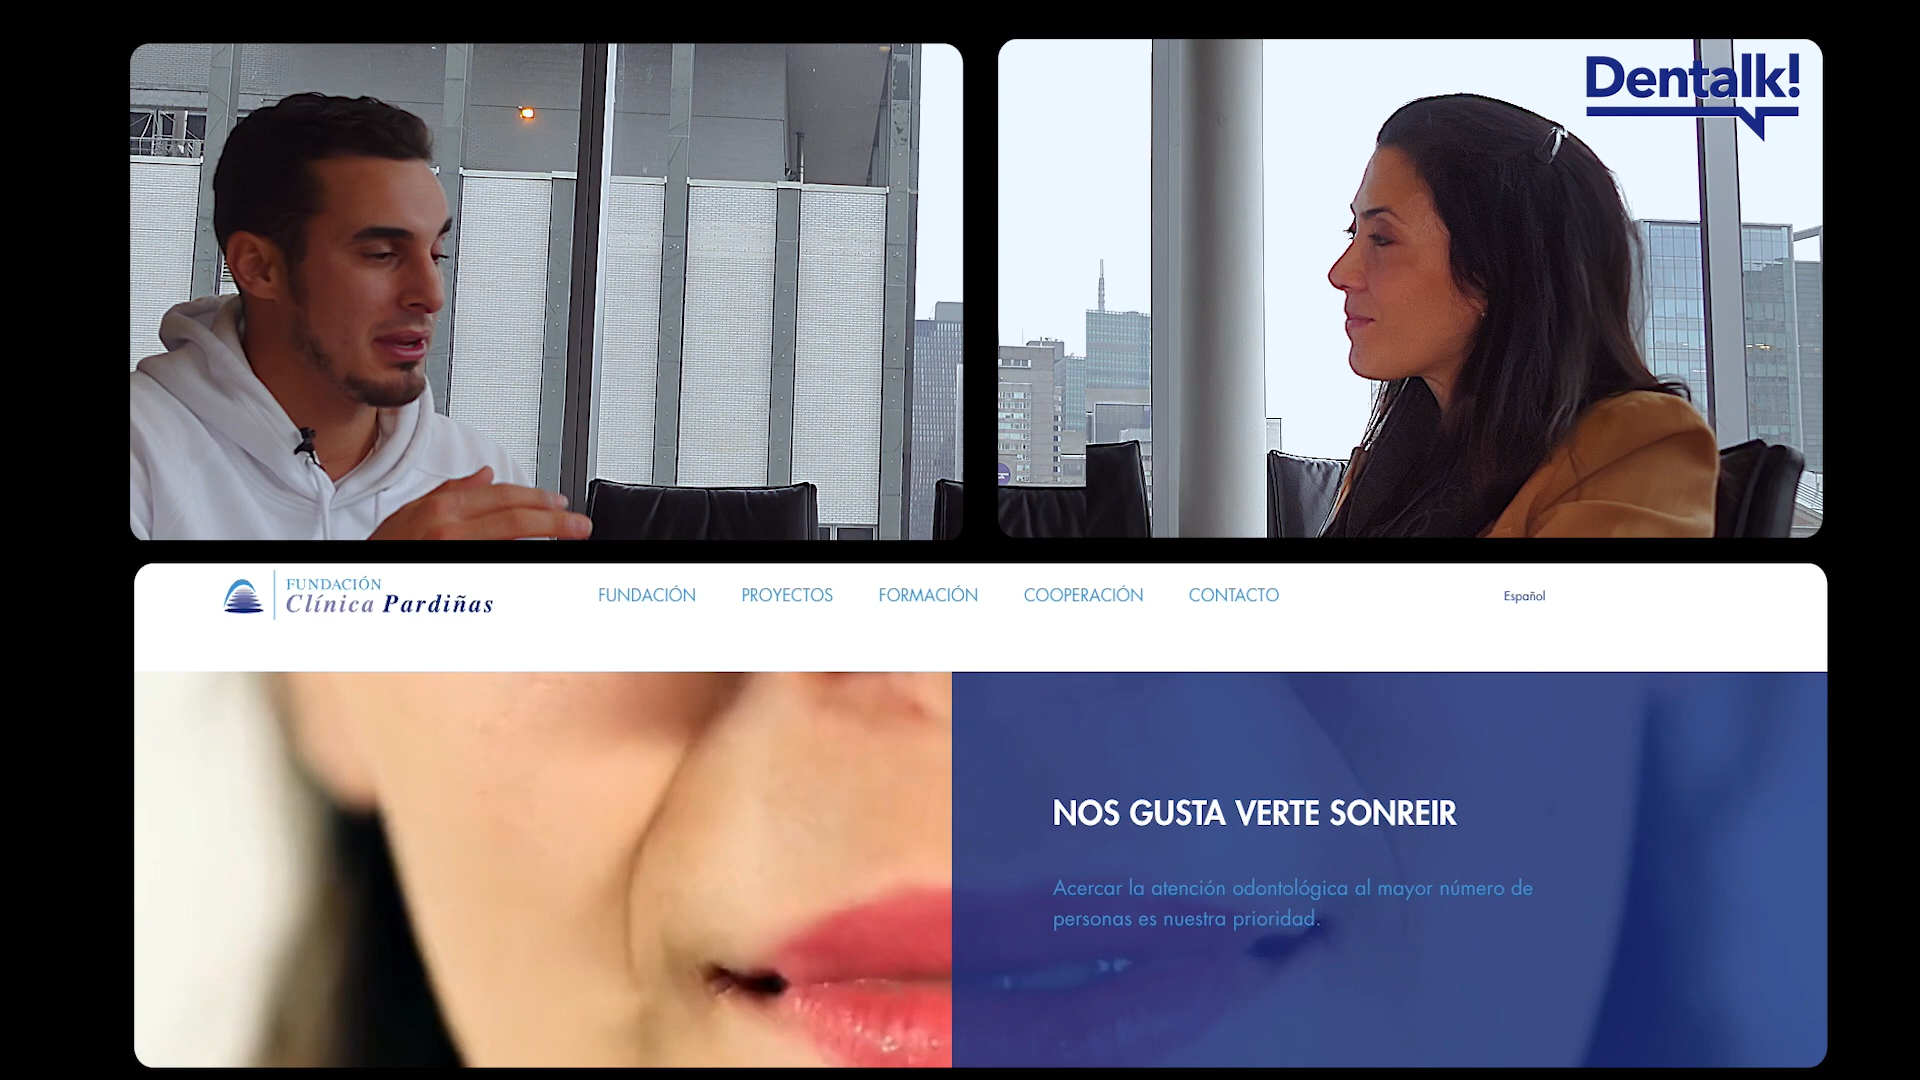 Dentalk!
FUNDACIÓN
Clínica Pardiñas
FUNDACIÓN PROYECTOS FORMACIÓN COOPERACIÓN CONTACTO Español
NOS GUSTA VERTE SONREIR
Acercar la atención odontológica al mayor número de
personas es nuestra prioridad.